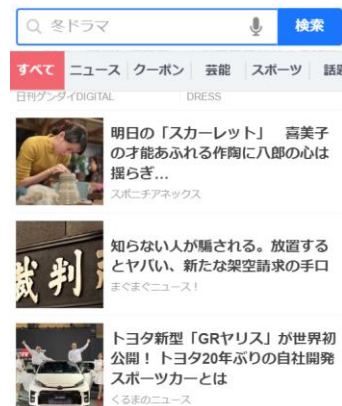 冬ドラマ
検索
すべて ニュース クーポン 芸能 スポーツ 話題
日刊ゲンダイDIGITAL DRESS
明日の「スカーレット」 喜美子
の才能あふれる作陶に八郎の心は
揺らぎ...
スポニチアネックス
裁判
知らない人が騙される。放置する
とヤバい、新たな架空請求の手口
まぐまぐニュース!
トヨタ新型「GRヤリス」が世界初
公開！トヨタ20年ぶりの自社開発
スポーツカーとは
くるまのニュース